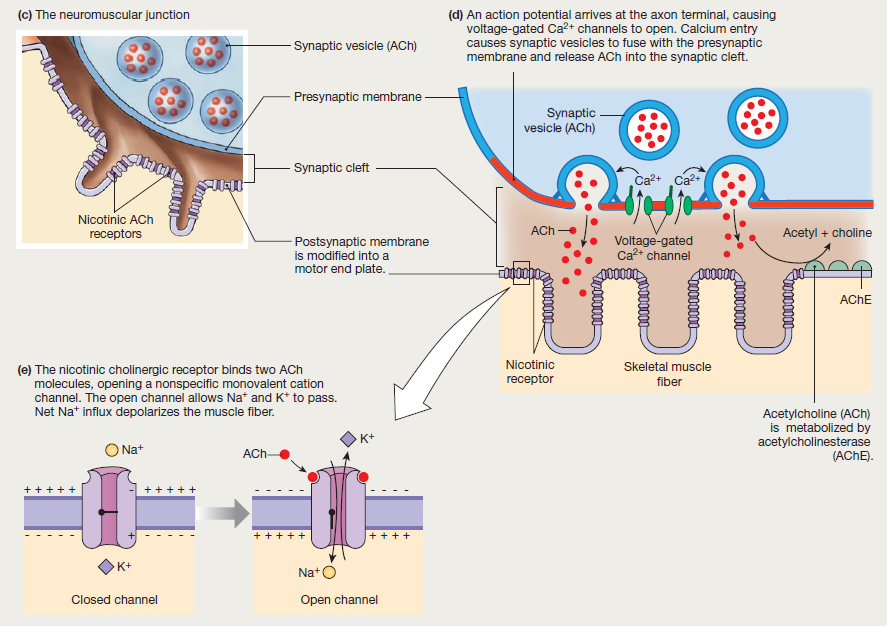 (c) The neuromuscular junction
Synaptic vesicle (ACh)
Presynaptic membrane
Synaptic cleft
Nicotinic ACh
receptors
Postsynaptic membrane
is modified into a
motor end plate.
(d) An action potential arrives at the axon terminal, causing
voltage-gated Ca²⁺ channels to open. Calcium entry
causes synaptic vesicles to fuse with the presynaptic
membrane and release ACh into the synaptic cleft.
Synaptic
vesicle (ACh)
Ca²⁺ Ca²⁺
ACh
Voltage-gated
Ca²⁺ channel
Acetyl + choline
AChE
Nicotinic
receptor
Skeletal muscle
fiber
Acetylcholine (ACh)
is metabolized by
acetylcholinesterase
(AChE).
(e) The nicotinic cholinergic receptor binds two ACh
molecules, opening a nonspecific monovalent cation
channel. The open channel allows Na⁺ and K⁺ to pass.
Net Na⁺ influx depolarizes the muscle fiber.
Na⁺
+ + + + + - + + + + +
- - - - - + - - - - -
K⁺
Closed channel
ACh
K⁺
- - - - - - - - -
+ + + + + + + + +
Na⁺
Open channel